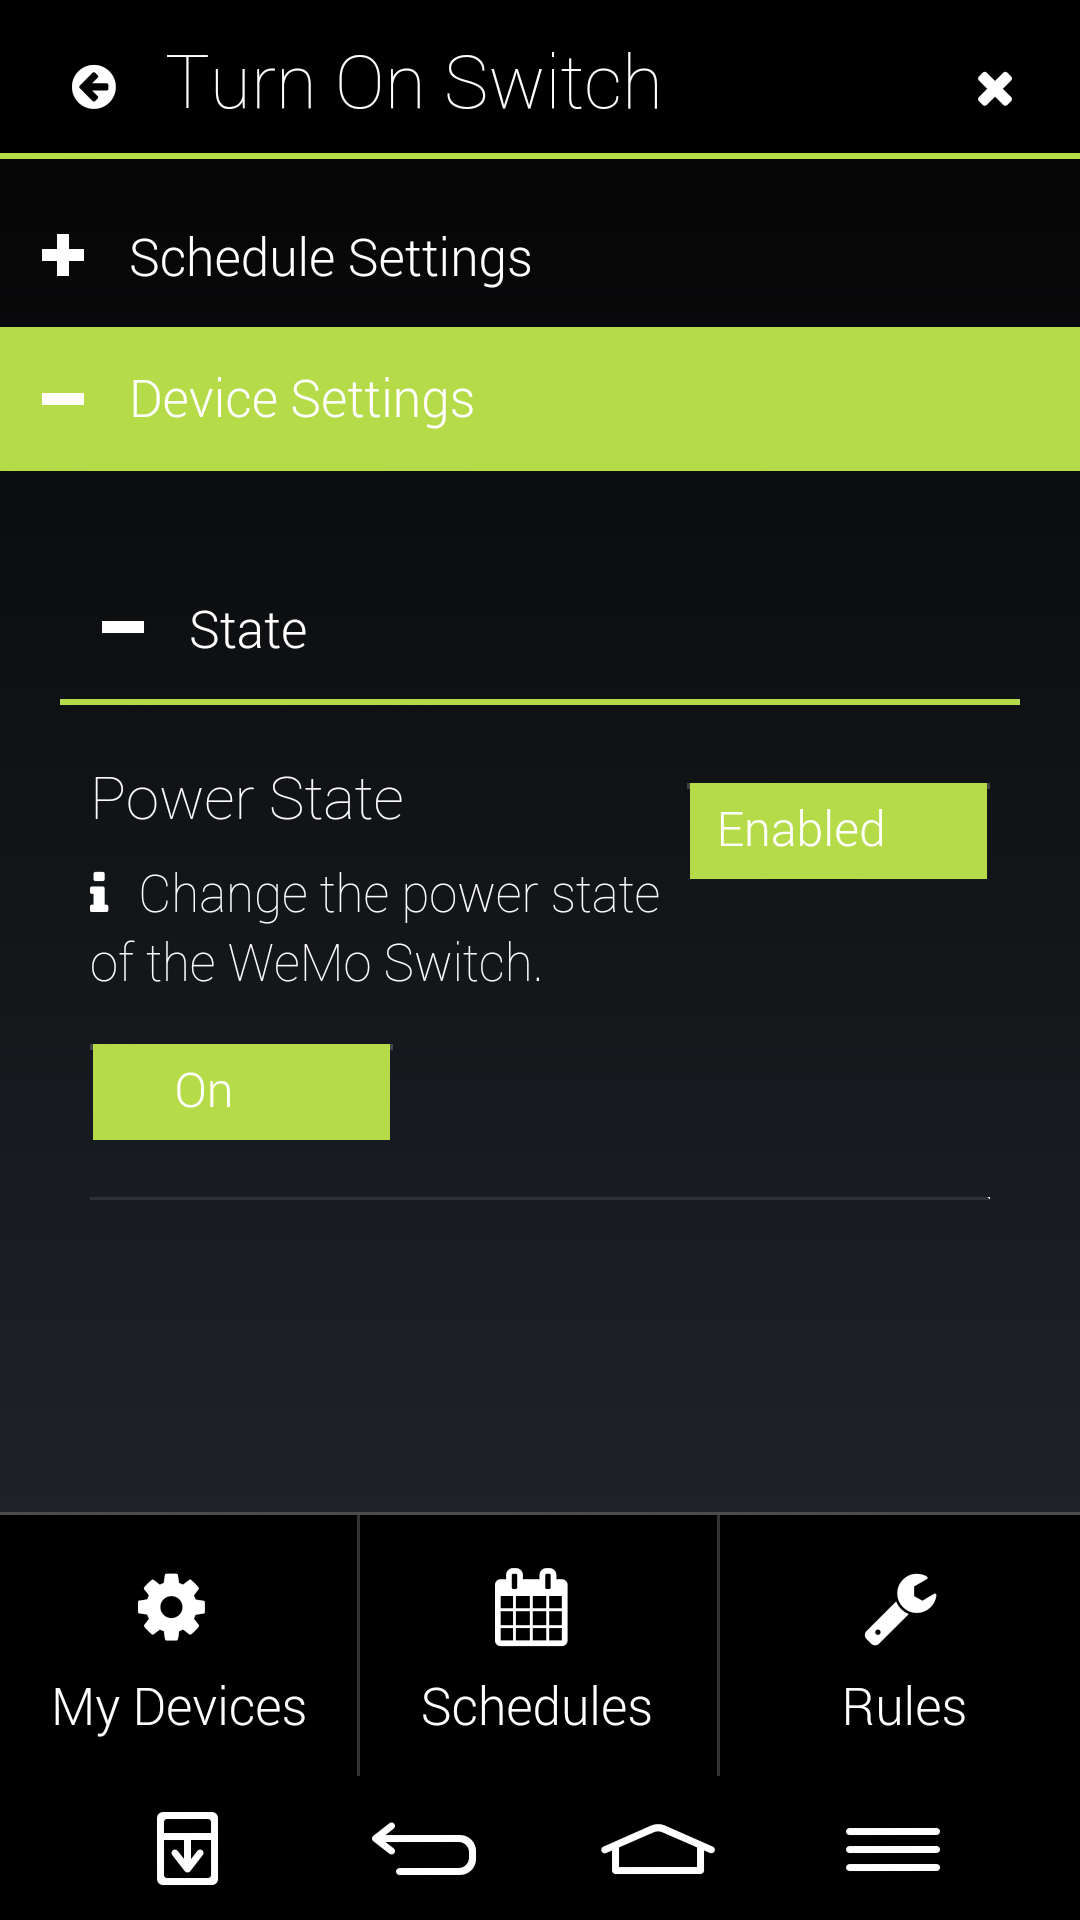 Turn On Switch
Schedule Settings
Device Settings
State
Power State
Enabled
Change the power state
of the WeMo Switch.
On
My Devices
Schedules
Rules